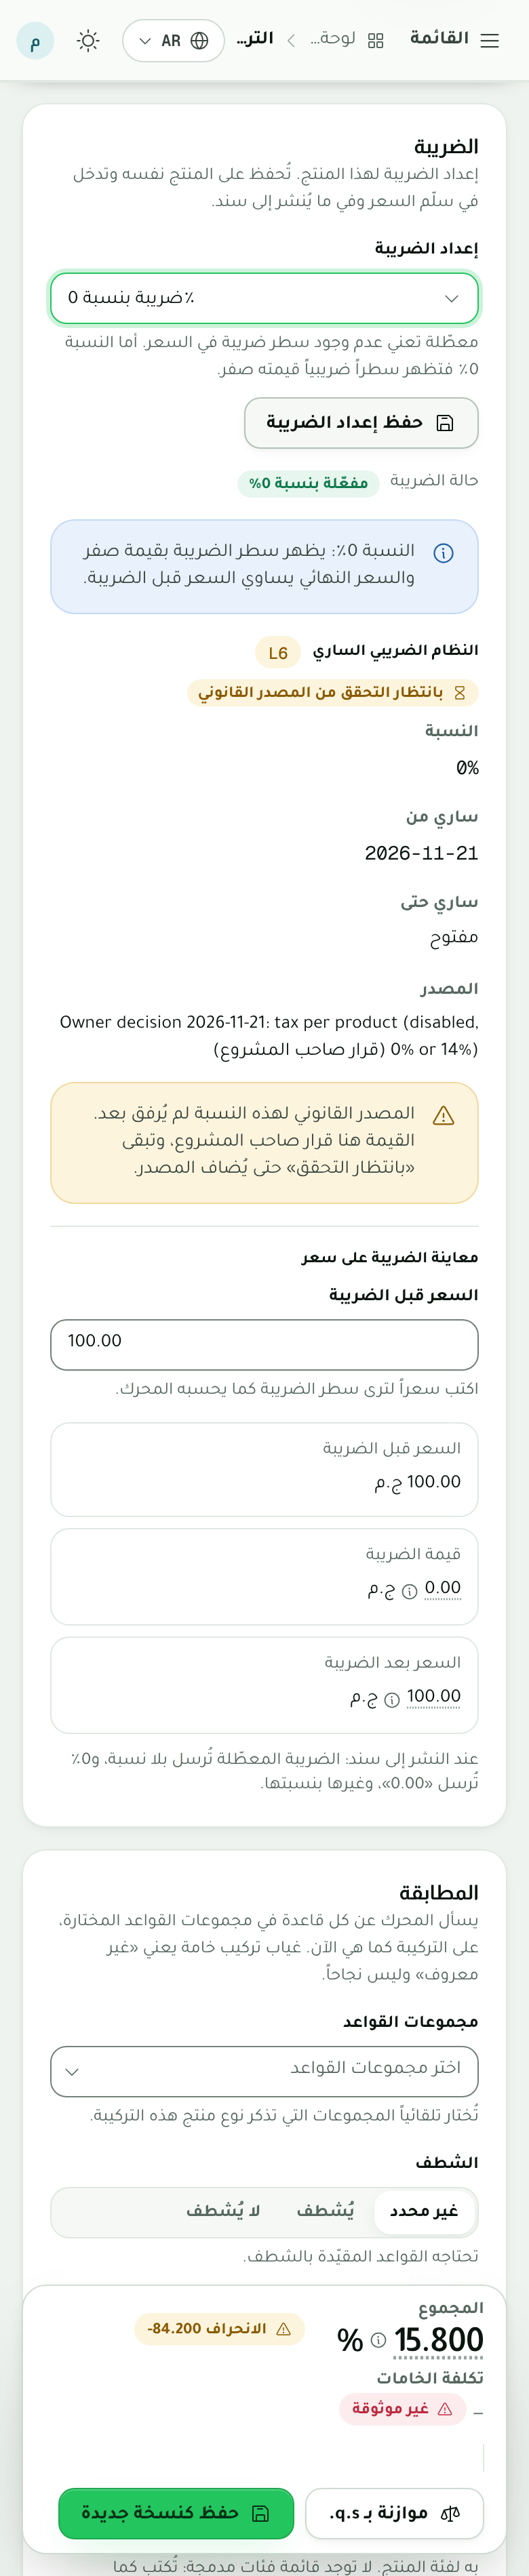 القائمة
لوحة...
التر...
AR
م
الضريبة
إعداد الضريبة لهذا المنتج. تُحفظ على المنتج نفسه وتدخل
في سلّم السعر وفي ما يُنشر إلى سند.
إعداد الضريبة
٪ضريبة بنسبة 0
معطّلة تعني عدم وجود سطر ضريبة في السعر. أما النسبة
0٪ فتظهر سطراً ضريبياً قيمته صفر.
حفظ إعداد الضريبة
حالة الضريبة
مفعّلة بنسبة 0%
النسبة 0٪: يظهر سطر الضريبة بقيمة صفر
والسعر النهائي يساوي السعر قبل الضريبة.
النظام الضريبي الساري
L6
بانتظار التحقق من المصدر القانوني
النسبة
0%
ساري من
2026-11-21
ساري حتى
مفتوح
المصدر
Owner decision 2026-11-21: tax per product (disabled,
0% or 14%) (قرار صاحب المشروع)
المصدر القانوني لهذه النسبة لم يُرفق بعد.
القيمة هنا قرار صاحب المشروع، وتبقى
«بانتظار التحقق» حتى يُضاف المصدر.
معاينة الضريبة على سعر
السعر قبل الضريبة
100.00
اكتب سعراً لترى سطر الضريبة كما يحسبه المحرك.
السعر قبل الضريبة
100.00 ج.م
قيمة الضريبة
0.00 ج.م
السعر بعد الضريبة
100.00 ج.م
عند النشر إلى سند: الضريبة المعطّلة تُرسل بلا نسبة، و0٪
تُرسل «0.00»، وغيرها بنسبتها.
المطابقة
يسأل المحرك عن كل قاعدة في مجموعات القواعد المختارة،
على التركيبة كما هي الآن. غياب تركيب خامة يعني «غير
معروف» وليس نجاحاً.
مجموعات القواعد
اختر مجموعات القواعد
تُختار تلقائياً المجموعات التي تذكر نوع منتج هذه التركيبة.
الشطف
غير محدد
يُشطف
لا يُشطف
تحتاجه القواعد المقيّدة بالشطف.
المجموع
15.800 %
الانحراف 84.200-
تكلفة الخامات
–
غير موثوقة
موازنة بـ q.s.
حفظ كنسخة جديدة
به لفئة المنتج. لا توجد قائمة فئات مدمجة: تُكتب كما